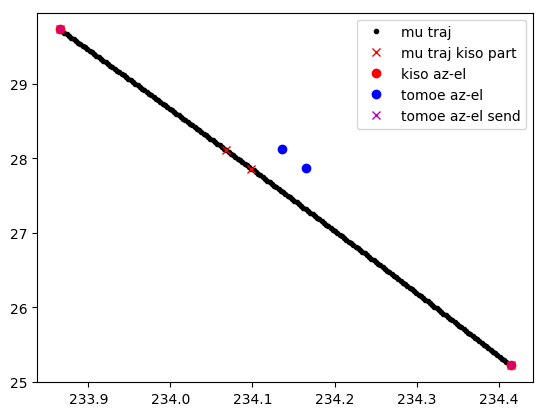 mu traj
mu traj kiso part
kiso az-el
tomoe az-el
tomoe az-el send
29
28
27
26
25
233.9 234.0 234.1 234.2 234.3 234.4